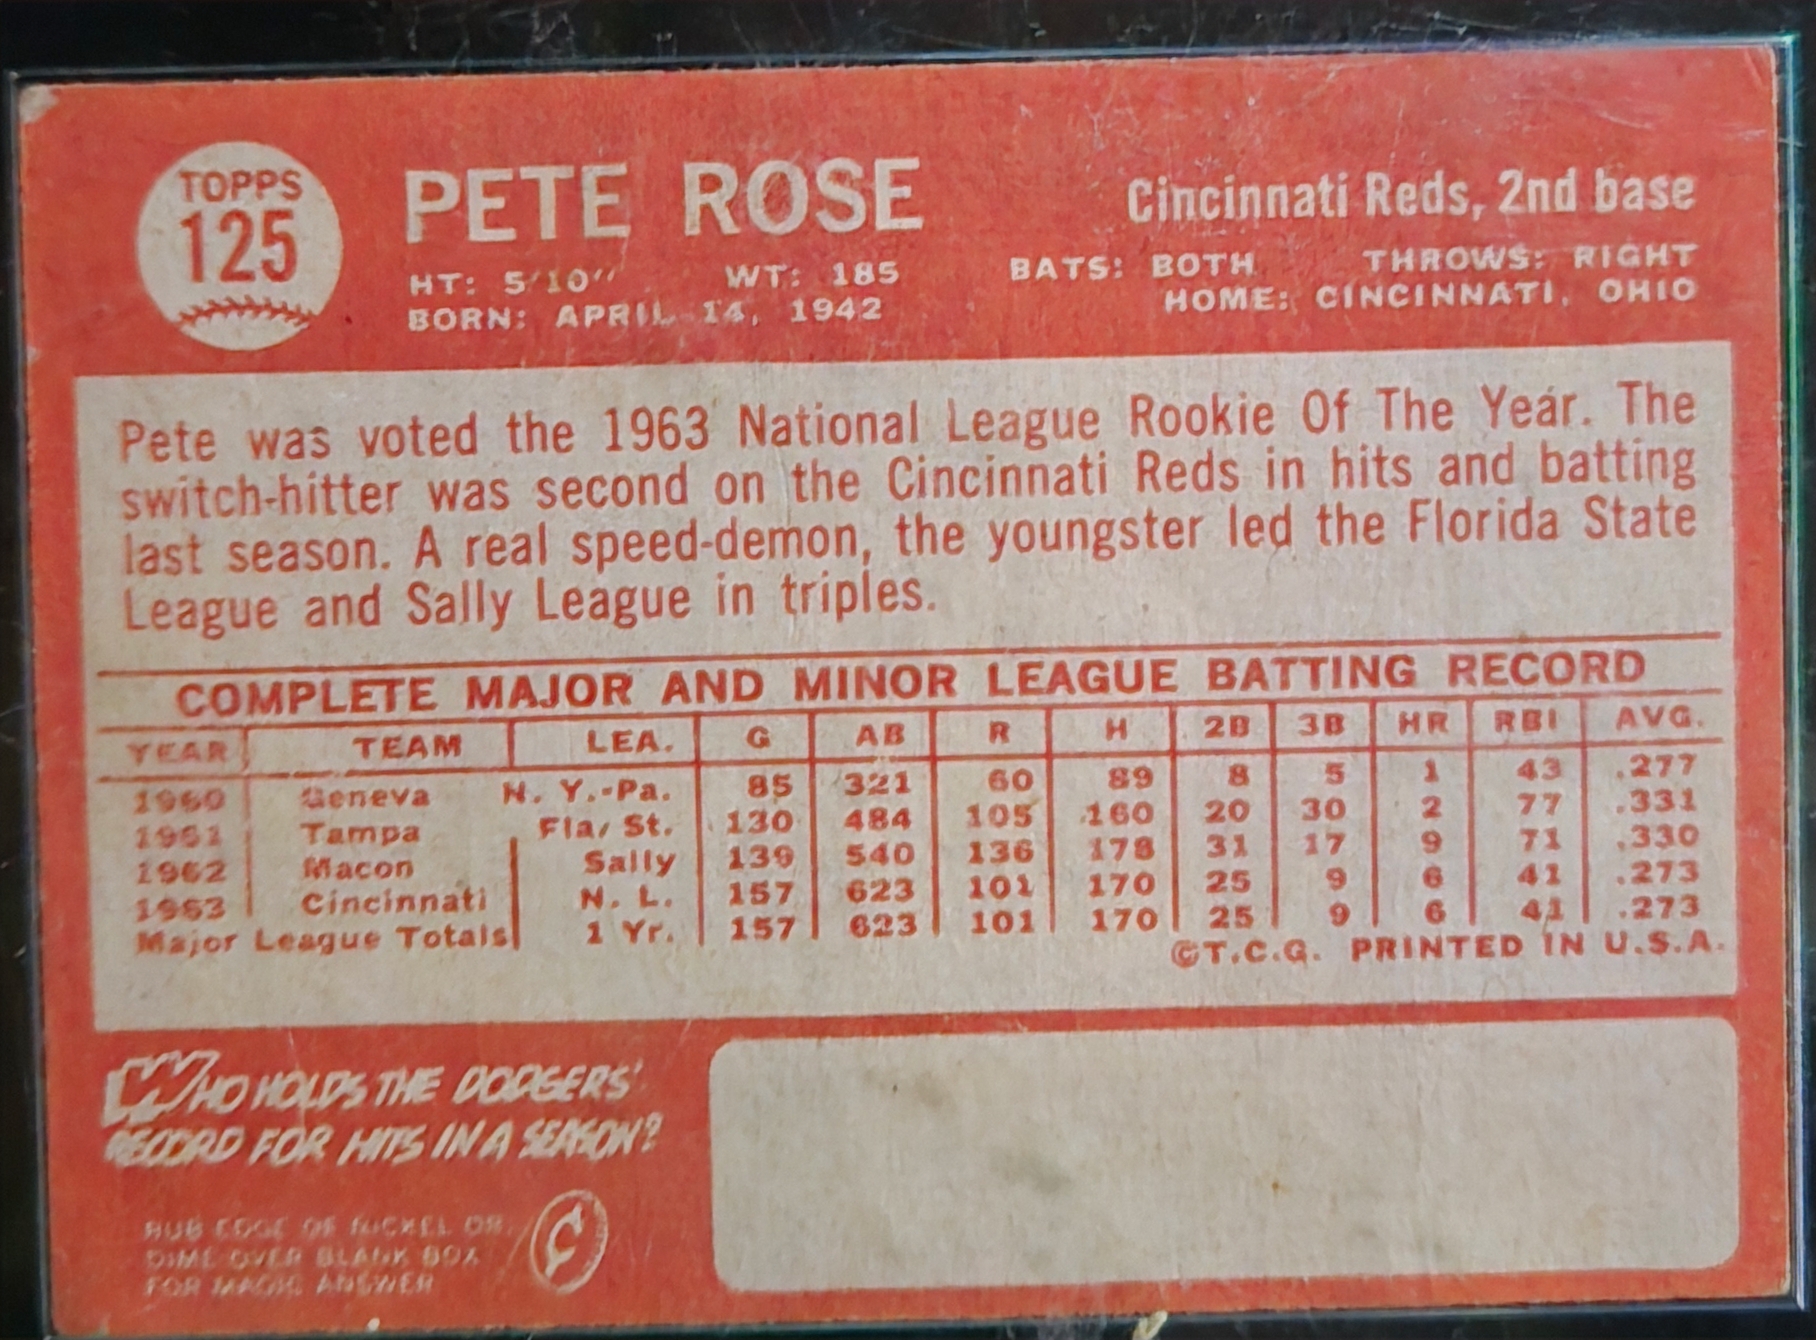 TOPPS
125
PETE ROSE
Cincinnati Reds, 2nd base
HT: 5'10" WT: 185 BATS: BOTH THROWS: RIGHT
BORN: APRIL 14, 1942 HOME: CINCINNATI, OHIO
Pete was voted the 1963 National League Rookie Of The Year. The
switch-hitter was second on the Cincinnati Reds in hits and batting
last season. A real speed-demon, the youngster led the Florida State
League and Sally League in triples.
COMPLETE MAJOR AND MINOR LEAGUE BATTING RECORD
YEAR TEAM LEA. G AB R H 2B 3B HR RBI AVG.
1960 Geneva N. Y.-Pa. 85 321 60 89 8 5 1 43 .277
1961 Tampa Fla. St. 130 484 105 160 20 30 2 77 .331
1962 Macon Sally 139 540 136 178 31 17 9 71 .330
1963 Cincinnati N. L. 157 623 101 170 25 9 6 41 .273
Major League Totals 1 Yr. 157 623 101 170 25 9 6 41 .273
©T.C.G. PRINTED IN U.S.A.
WHO HOLDS THE DODGERS'
RECORD FOR HITS IN A SEASON?
RUB EDGE OF NICKEL OR
DIME OVER BLANK BOX
FOR MAGIC ANSWER